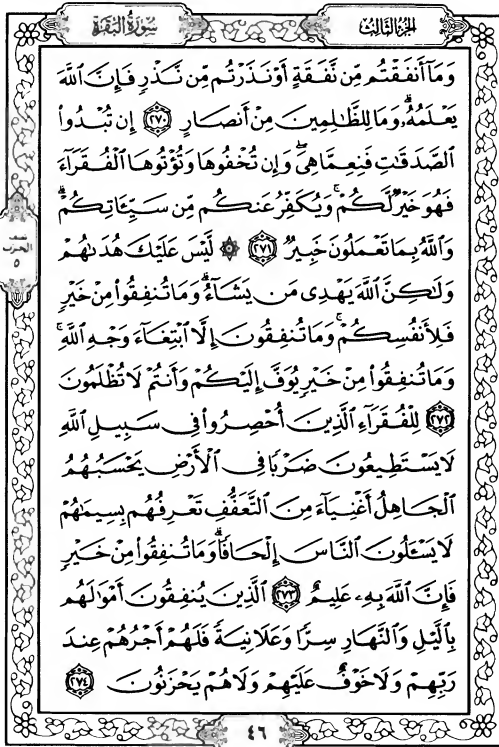 الجزء الثالث
سورة البقرة
وَمَآ أَنفَقْتُم مِّن نَّفَقَةٍ أَوْ نَذَرْتُم مِّن نَّذْرٍ فَإِنَّ ٱللَّهَ
يَعْلَمُهُۥۗ وَمَا لِلظَّـٰلِمِينَ مِنْ أَنصَارٍ ٢٧٠ إِن تُبْدُوا۟
ٱلصَّدَقَـٰتِ فَنِعِمَّا هِىَۖ وَإِن تُخْفُوهَا وَتُؤْتُوهَا ٱلْفُقَرَآءَ
فَهُوَ خَيْرٌ لَّكُمْۚ وَيُكَفِّرُ عَنكُم مِّن سَيِّـَٔاتِكُمْۗ
وَٱللَّهُ بِمَا تَعْمَلُونَ خَبِيرٌ ٢٧١ ۞ لَّيْسَ عَلَيْكَ هُدَىٰهُمْ
وَلَـٰكِنَّ ٱللَّهَ يَهْدِى مَن يَشَآءُۗ وَمَا تُنفِقُوا۟ مِنْ خَيْرٍ
فَلِأَنفُسِكُمْۚ وَمَا تُنفِقُونَ إِلَّا ٱبْتِغَآءَ وَجْهِ ٱللَّهِۚ
وَمَا تُنفِقُوا۟ مِنْ خَيْرٍ يُوَفَّ إِلَيْكُمْ وَأَنتُمْ لَا تُظْلَمُونَ
٢٧٢ لِلْفُقَرَآءِ ٱلَّذِينَ أُحْصِرُوا۟ فِى سَبِيلِ ٱللَّهِ
لَا يَسْتَطِيعُونَ ضَرْبًا فِى ٱلْأَرْضِ يَحْسَبُهُمُ
ٱلْجَاهِلُ أَغْنِيَآءَ مِنَ ٱلتَّعَفُّفِ تَعْرِفُهُم بِسِيمَـٰهُمْ
لَا يَسْـَٔلُونَ ٱلنَّاسَ إِلْحَافًاۗ وَمَا تُنفِقُوا۟ مِنْ خَيْرٍ
فَإِنَّ ٱللَّهَ بِهِۦ عَلِيمٌ ٢٧٣ ٱلَّذِينَ يُنفِقُونَ أَمْوَٰلَهُم
بِٱلَّيْلِ وَٱلنَّهَارِ سِرًّا وَعَلَانِيَةً فَلَهُمْ أَجْرُهُمْ عِندَ
رَبِّهِمْ وَلَا خَوْفٌ عَلَيْهِمْ وَلَا هُمْ يَحْزَنُونَ ٢٧٤
الحزب
٥
٤٦